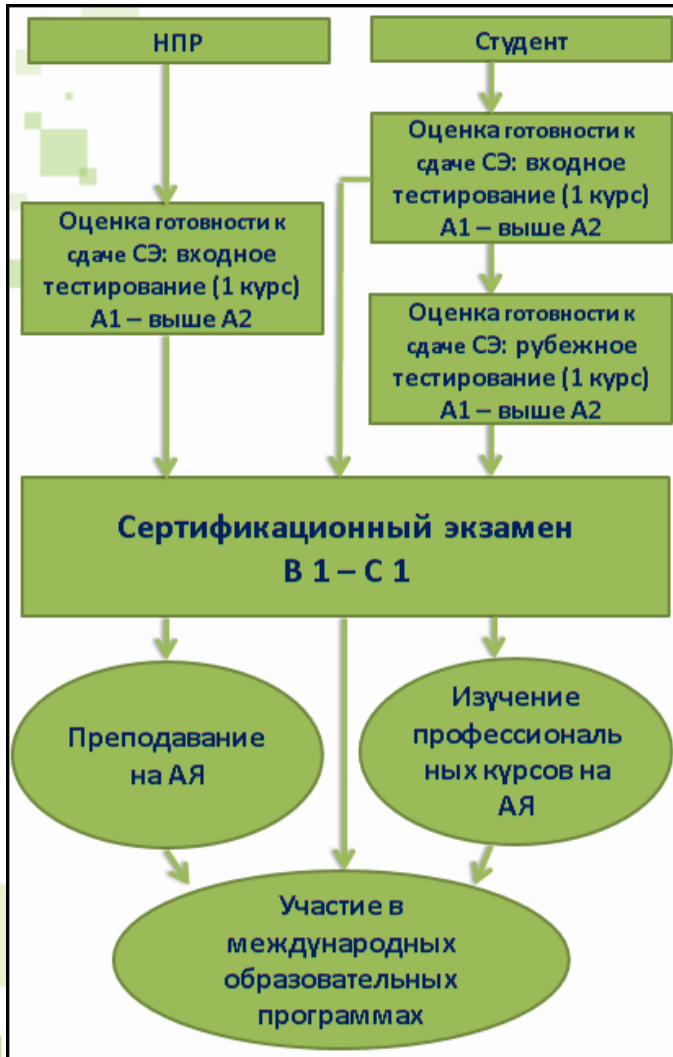 НПР
Студент
Оценка готовности к
сдаче СЭ: входное
тестирование (1 курс)
А1 – выше А2
Оценка готовности к
сдаче СЭ: входное
тестирование (1 курс)
А1 – выше А2
Оценка готовности к
сдаче СЭ: рубежное
тестирование (1 курс)
А1 – выше А2
Сертификационный экзамен
В 1 – С 1
Преподавание
на АЯ
Изучение
профессиональ
ных курсов на
АЯ
Участие в
международных
образовательных
программах